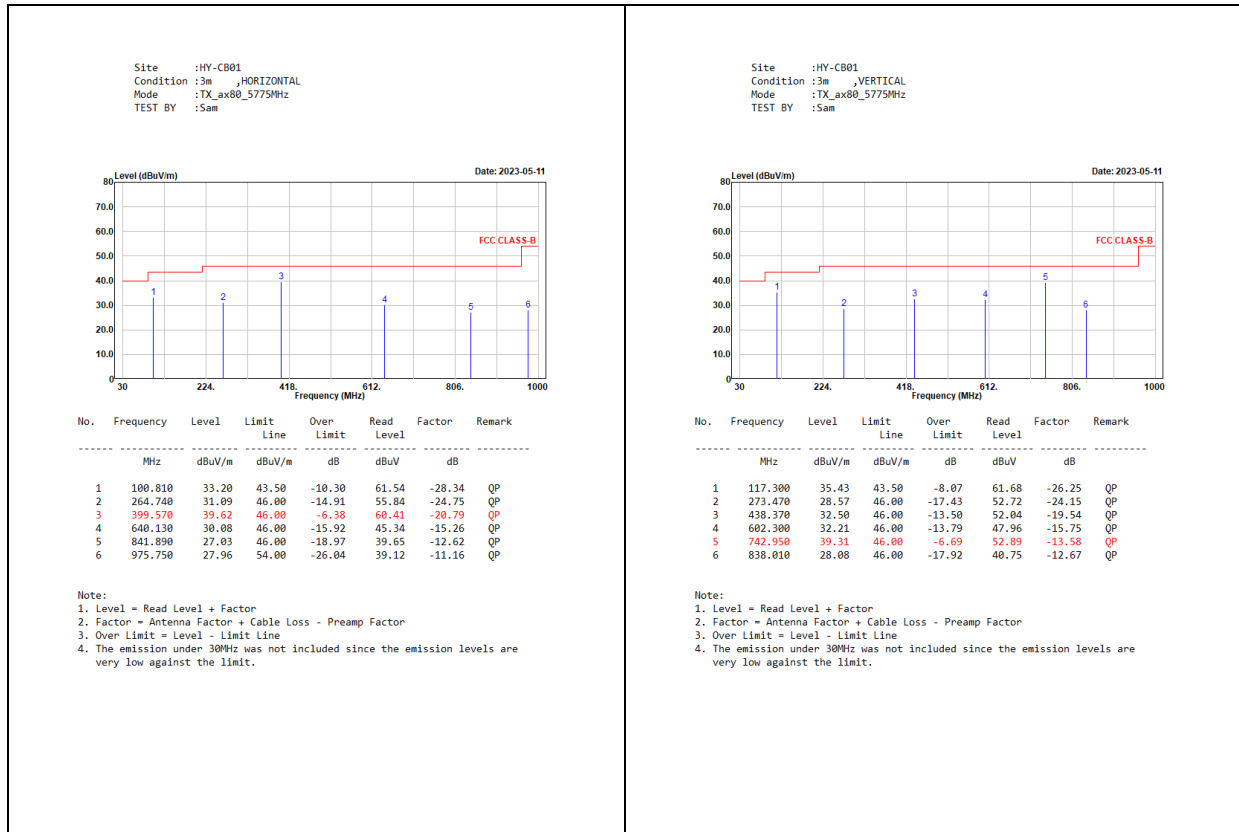 Site      :HY-CB01
Condition :3m    ,HORIZONTAL
Mode      :TX_ax80_5775MHz
TEST BY   :Sam
Level (dBuV/m)
Date: 2023-05-11
80
70.0
60.0
FCC CLASS-B
50.0
40.0
30.0
20.0
10.0
0
1 2 3 4 5 6
30 224. 418. 612. 806. 1000
Frequency (MHz)
No. Frequency Level Limit Over Read Factor Remark
Line Limit Level
------ ----------- -------- -------- -------- -------- -------- ---------
MHz dBuV/m dBuV/m dB dBuV dB
1 100.810 33.20 43.50 -10.30 61.54 -28.34 QP
2 264.740 31.09 46.00 -14.91 55.84 -24.75 QP
3 399.570 39.62 46.00 -6.38 60.41 -20.79 QP
4 640.130 30.08 46.00 -15.92 45.34 -15.26 QP
5 841.890 27.03 46.00 -18.97 39.65 -12.62 QP
6 975.750 27.96 54.00 -26.04 39.12 -11.16 QP
Note:
1. Level = Read Level + Factor
2. Factor = Antenna Factor + Cable Loss - Preamp Factor
3. Over Limit = Level - Limit Line
4. The emission under 30MHz was not included since the emission levels are
very low against the limit.
Site      :HY-CB01
Condition :3m    ,VERTICAL
Mode      :TX_ax80_5775MHz
TEST BY   :Sam
Level (dBuV/m)
Date: 2023-05-11
80
70.0
60.0
FCC CLASS-B
50.0
40.0
30.0
20.0
10.0
0
1 2 3 4 5 6
30 224. 418. 612. 806. 1000
Frequency (MHz)
No. Frequency Level Limit Over Read Factor Remark
Line Limit Level
------ ----------- -------- -------- -------- -------- -------- ---------
MHz dBuV/m dBuV/m dB dBuV dB
1 117.300 35.43 43.50 -8.07 61.68 -26.25 QP
2 273.470 28.57 46.00 -17.43 52.72 -24.15 QP
3 438.370 32.50 46.00 -13.50 52.04 -19.54 QP
4 602.300 32.21 46.00 -13.79 47.96 -15.75 QP
5 742.950 39.31 46.00 -6.69 52.89 -13.58 QP
6 838.010 28.08 46.00 -17.92 40.75 -12.67 QP
Note:
1. Level = Read Level + Factor
2. Factor = Antenna Factor + Cable Loss - Preamp Factor
3. Over Limit = Level - Limit Line
4. The emission under 30MHz was not included since the emission levels are
very low against the limit.